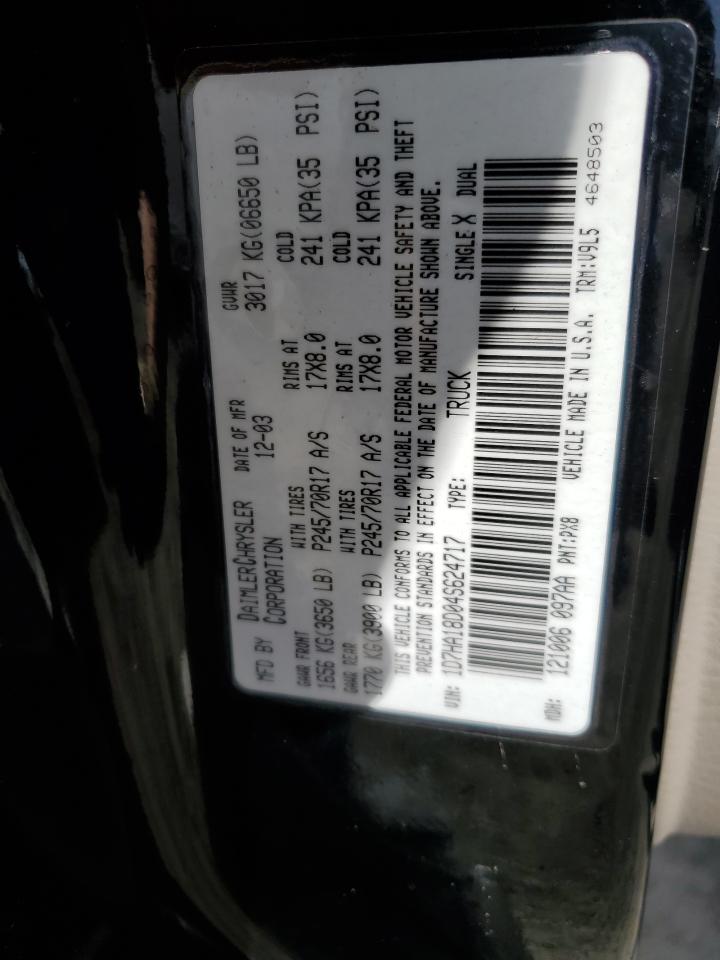 MFD BY DAIMLERCHRYSLER CORPORATION DATE OF MFR 12-03 GVWR 3017 KG(06650 LB)
GAWR FRONT WITH TIRES RIMS AT COLD
1656 KG(3650 LB) P245/70R17 A/S 17X8.0 241 KPA(35 PSI)
GAWR REAR WITH TIRES RIMS AT COLD
1770 KG(3900 LB) P245/70R17 A/S 17X8.0 241 KPA(35 PSI)
THIS VEHICLE CONFORMS TO ALL APPLICABLE FEDERAL MOTOR VEHICLE SAFETY AND THEFT
PREVENTION STANDARDS IN EFFECT ON THE DATE OF MANUFACTURE SHOWN ABOVE.
VIN: 1D7HA18D04S624717 TYPE: TRUCK SINGLE X DUAL
MDH: 121006 097AA PNT:PX8 VEHICLE MADE IN U.S.A. TRM:V9L5 4648503